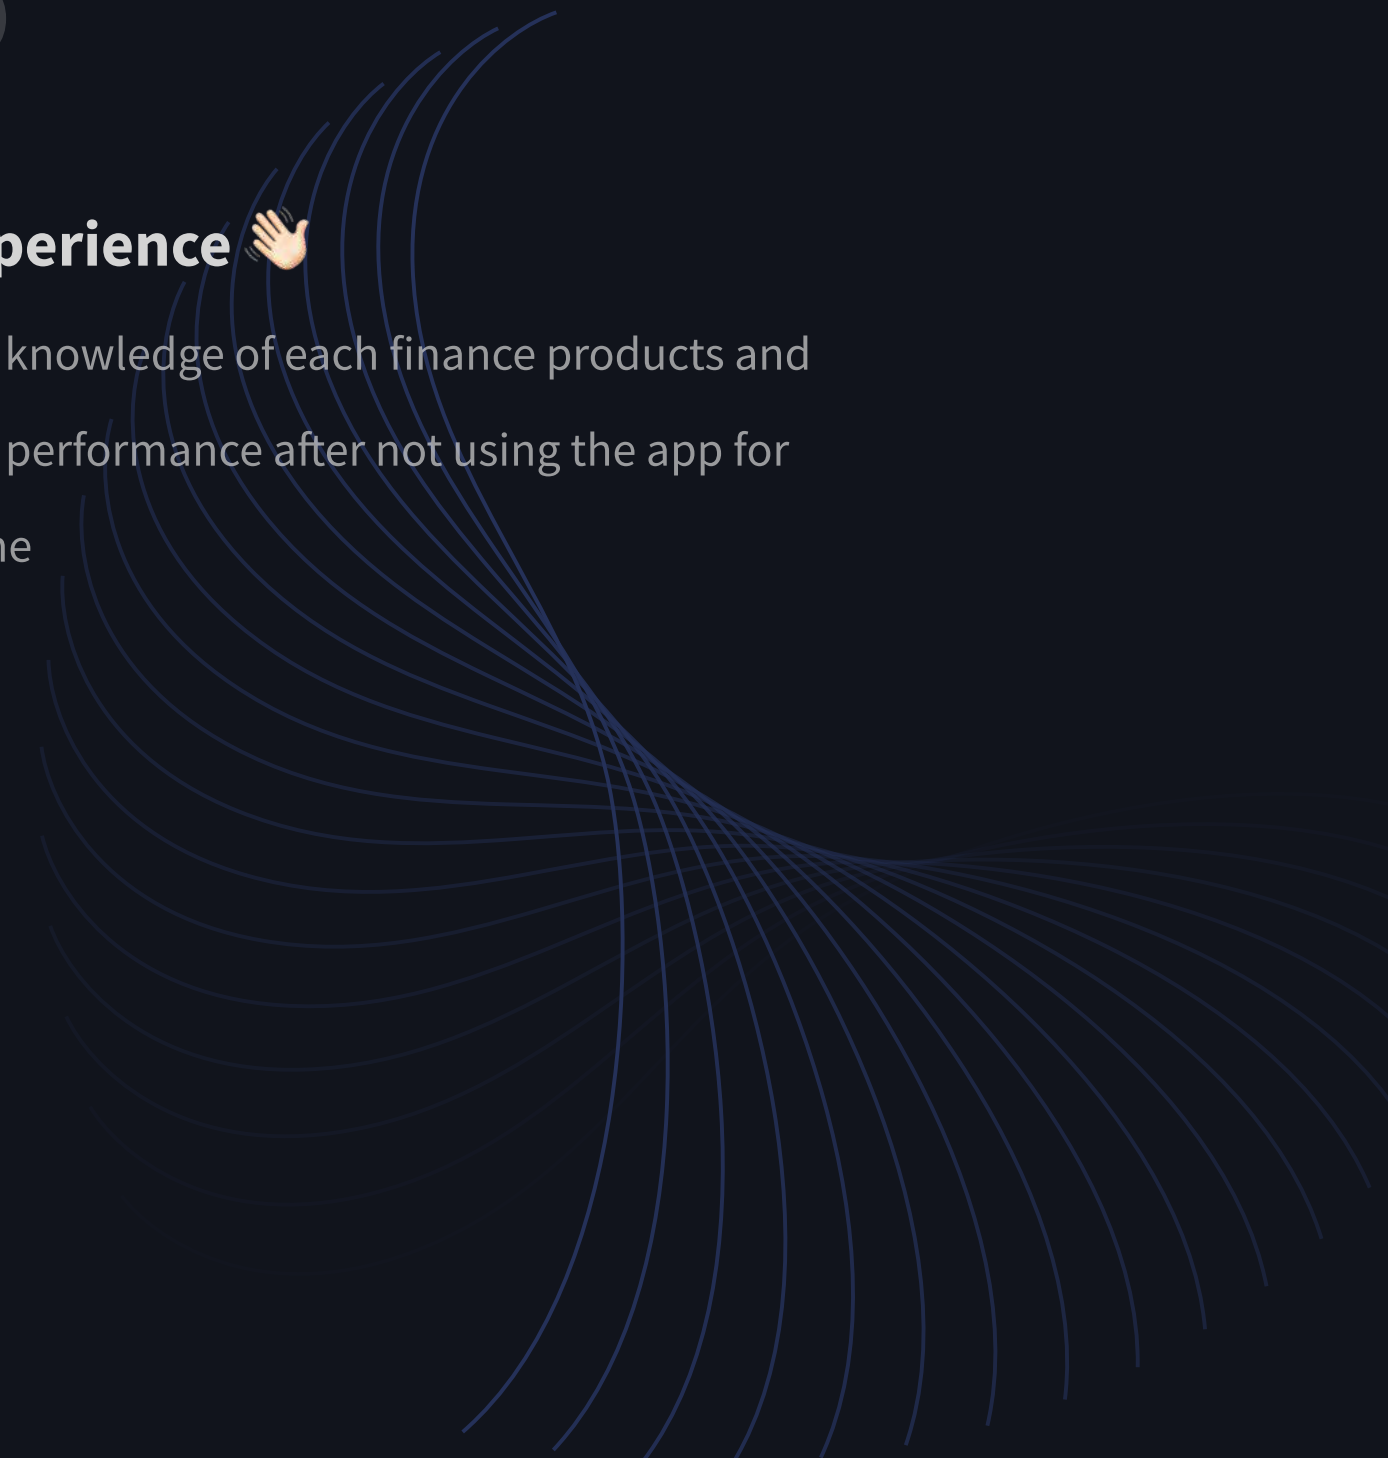 perience 👋🏻
knowledge of each finance products and
performance after not using the app for
ne